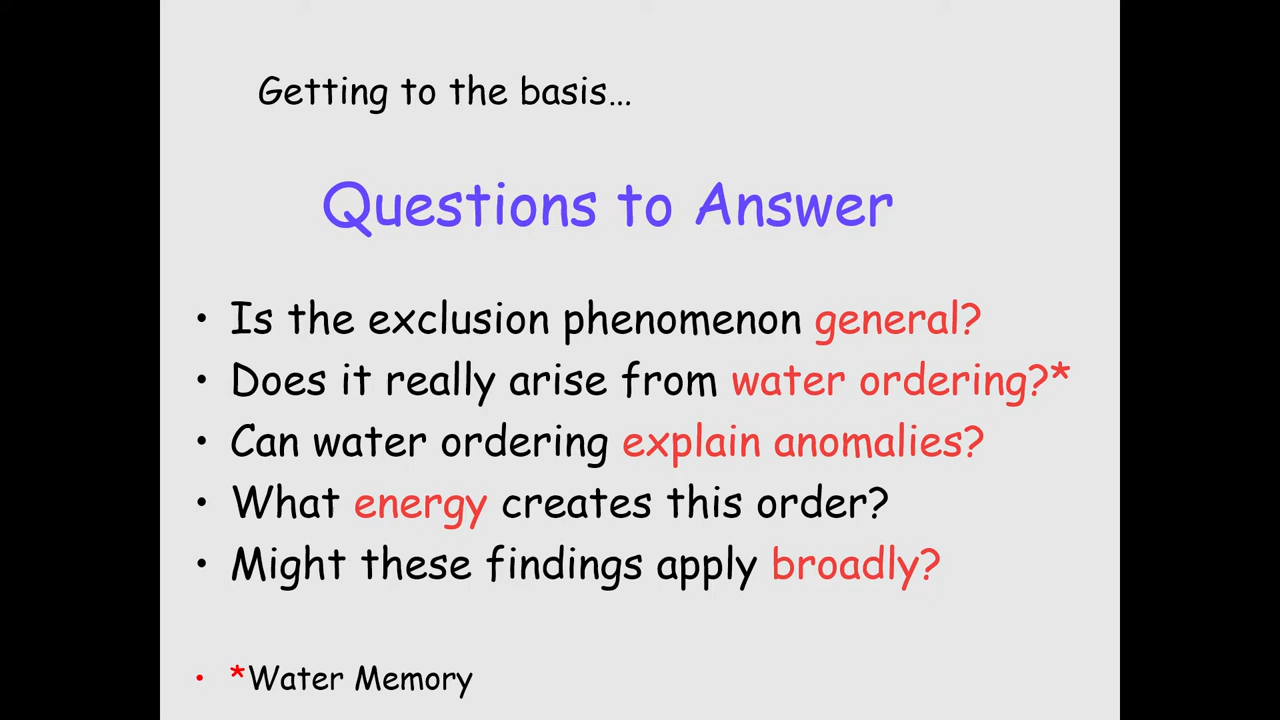 Getting to the basis...
Questions to Answer
• Is the exclusion phenomenon general?
• Does it really arise from water ordering?*
• Can water ordering explain anomalies?
• What energy creates this order?
• Might these findings apply broadly?
• *Water Memory